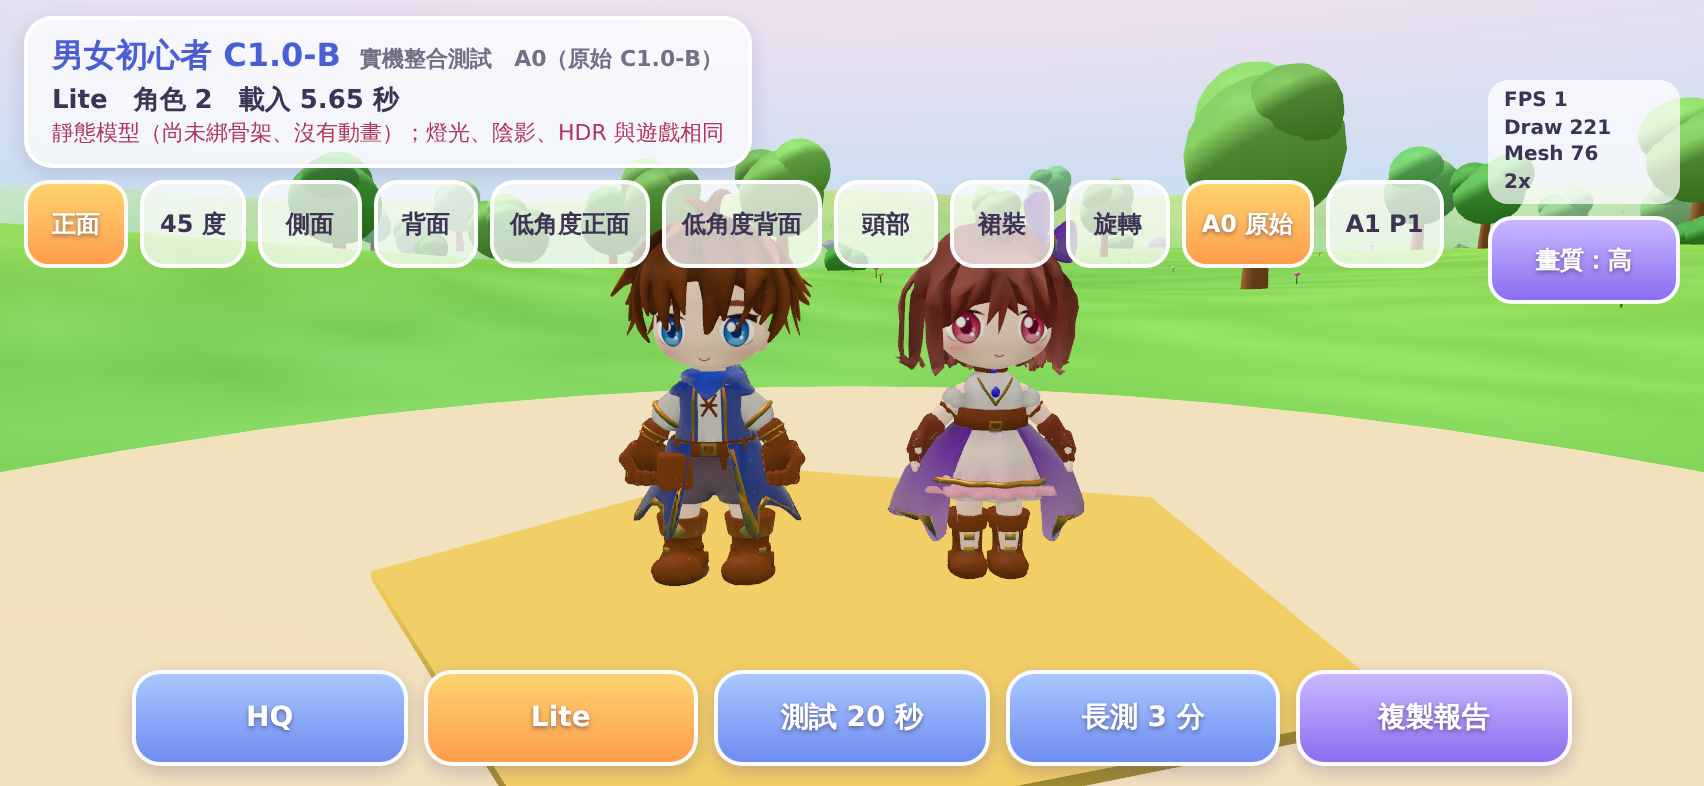 男女初心者 C1.0-B 實機整合測試 A0（原始 C1.0-B）
Lite 角色 2 載入 5.65 秒
靜態模型（尚未綁骨架、沒有動畫）；燈光、陰影、HDR 與遊戲相同
FPS 1
Draw 221
Mesh 76
2x
正面 45 度 側面 背面 低角度正面 低角度背面 頭部 裙裝 旋轉 A0 原始 A1 P1
畫質：高
HQ Lite 測試 20 秒 長測 3 分 複製報告